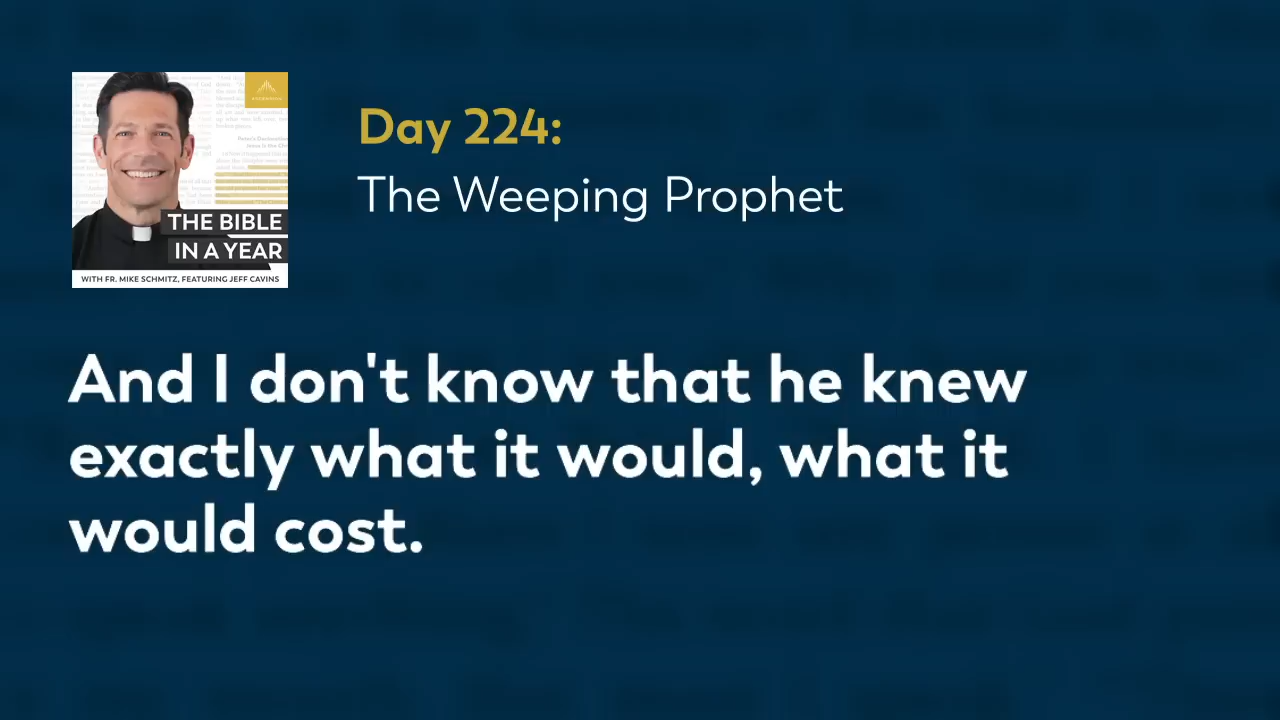 THE BIBLE
IN A YEAR
WITH FR. MIKE SCHMITZ, FEATURING JEFF CAVINS
Day 224:
The Weeping Prophet
And I don't know that he knew
exactly what it would, what it
would cost.